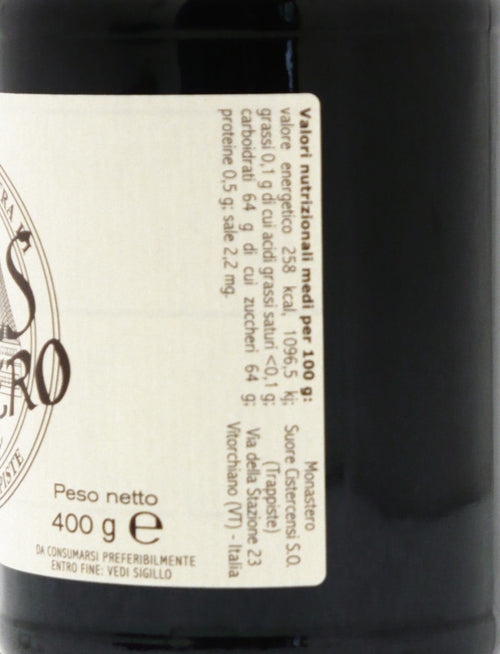 Valori nutrizionali medi per 100 g:
valore energetico 258 kcal, 1096,5 kj;
grassi 0,1 g di cui acidi grassi saturi <0,1 g;
carboidrati 64 g di cui zuccheri 64 g;
proteine 0,5 g; sale 2,2 mg.
Monastero
Suore Cistercensi S.O.
(Trappiste)
Via della Stazione 23
Vitorchiano (VT) - Italia
Peso netto
400 g e
DA CONSUMARSI PREFERIBILMENTE
ENTRO FINE: VEDI SIGILLO